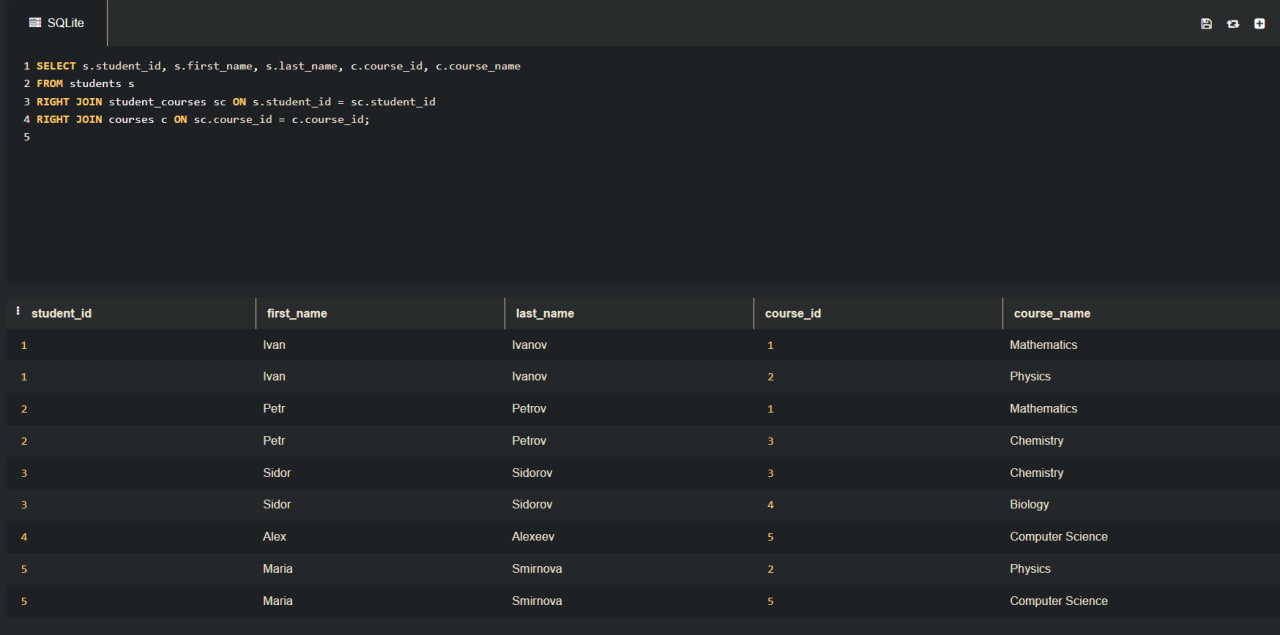 SQLite
1 SELECT s.student_id, s.first_name, s.last_name, c.course_id, c.course_name
2 FROM students s
3 RIGHT JOIN student_courses sc ON s.student_id = sc.student_id
4 RIGHT JOIN courses c ON sc.course_id = c.course_id;
5
student_id first_name last_name course_id course_name
1 Ivan Ivanov 1 Mathematics
1 Ivan Ivanov 2 Physics
2 Petr Petrov 1 Mathematics
2 Petr Petrov 3 Chemistry
3 Sidor Sidorov 3 Chemistry
3 Sidor Sidorov 4 Biology
4 Alex Alexeev 5 Computer Science
5 Maria Smirnova 2 Physics
5 Maria Smirnova 5 Computer Science